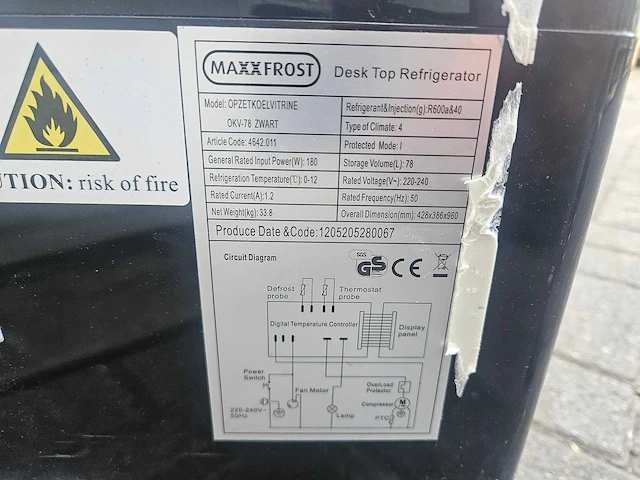 MAXXFROST Desk Top Refrigerator
Model: OPZETKOELVITRINE
OKV-78 ZWART
Refrigerant&Injection(g):R600a&40
Type of Climate: 4
Article Code: 4642.011
Protected Mode: I
General Rated Input Power(W): 180
Storage Volume(L): 78
Refrigeration Temperature(℃):0-12
Rated Voltage(V~): 220-240
Rated Current(A):1.2
Rated Frequency(Hz): 50
Net Weight(kg): 33.8
Overall Dimension(mm): 428x386x960
Produce Date &Code:1205205280067
UTION: risk of fire
Circuit Diagram
SGS
GS CE
Defrost
probe
Thermostat
probe
Digital Temperature Controller
Display
panel
Power
Switch
Fan Motor
OverLoad
Protector
Compressor
M
220-240V~
50Hz
Lamp
PTC